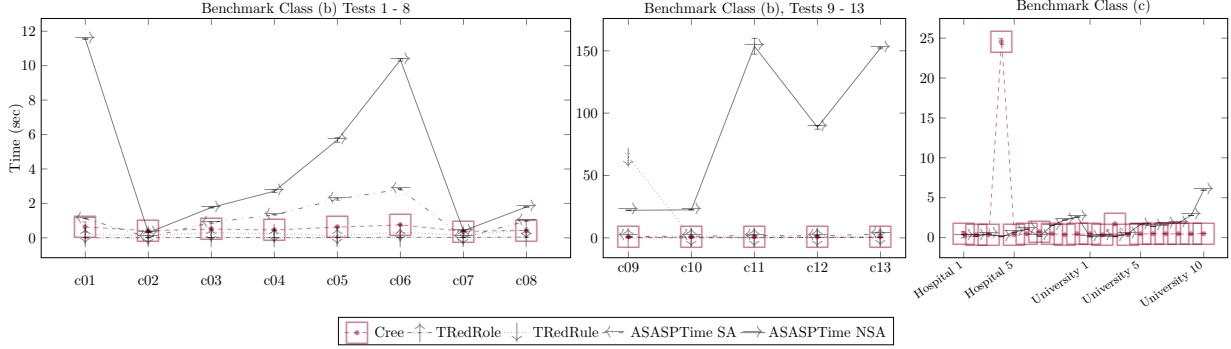 Benchmark Class (b) Tests 1 - 8
Time (sec)
12
10
8
6
4
2
0
c01 c02 c03 c04 c05 c06 c07 c08
Benchmark Class (b), Tests 9 - 13
150
100
50
0
c09 c10 c11 c12 c13
Benchmark Class (c)
25
20
15
10
5
0
Hospital 1 Hospital 5 University 1 University 5 University 10
Cree TRedRole TRedRule ASASPTime SA ASASPTime NSA